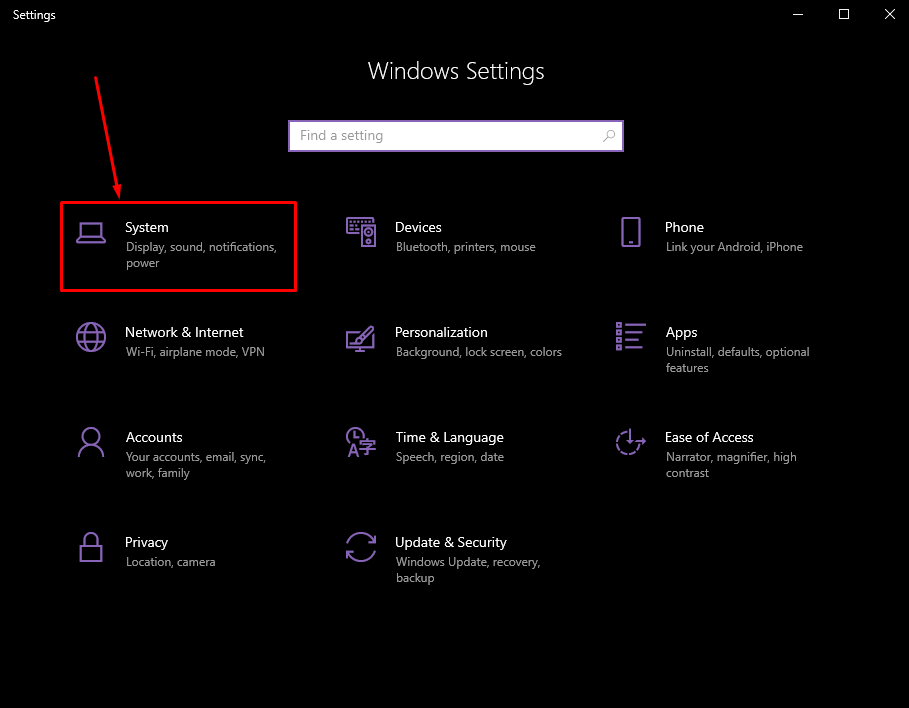 Settings
Windows Settings
Find a setting
System
Display, sound, notifications,
power
Devices
Bluetooth, printers, mouse
Phone
Link your Android, iPhone
Network & Internet
Wi-Fi, airplane mode, VPN
Personalization
Background, lock screen, colors
Apps
Uninstall, defaults, optional
features
Accounts
Your accounts, email, sync,
work, family
Time & Language
Speech, region, date
Ease of Access
Narrator, magnifier, high
contrast
Privacy
Location, camera
Update & Security
Windows Update, recovery,
backup